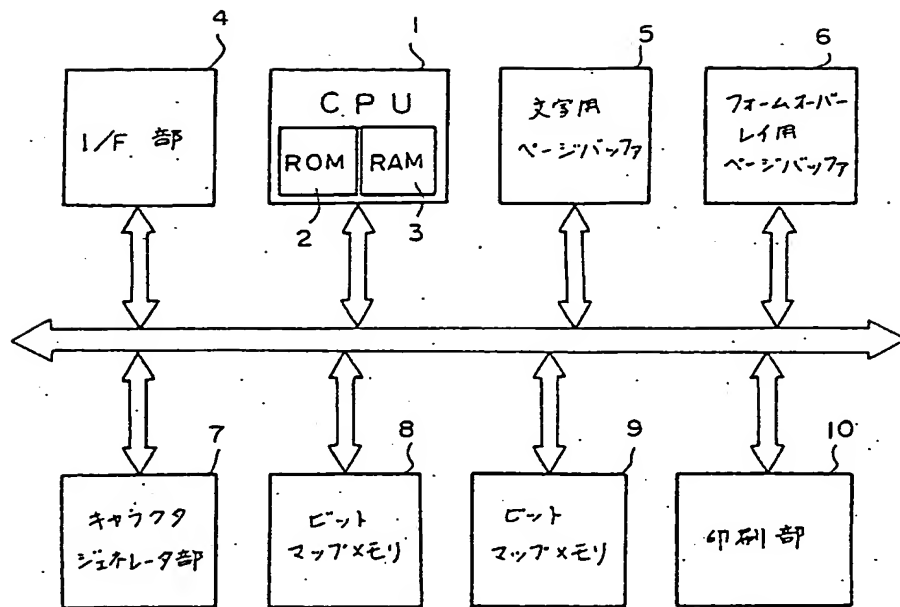 4
1
5
6
I/F 部
CPU
ROM
RAM
2
3
文字用
ページバッファ
フォームオーバー
レイ用
ページバッファ
7
8
9
10
キャラクタ
ジェネレータ部
ビット
マップメモリ
ビット
マップメモリ
印刷部